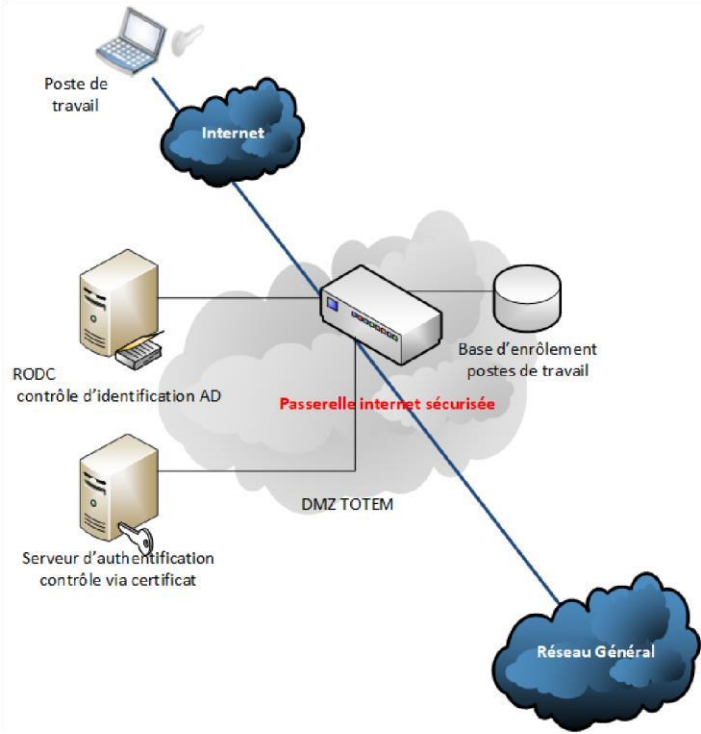 Poste de
travail
Internet
RODC
contrôle d'identification AD
Base d'enrôlement
postes de travail
Passerelle internet sécurisée
DMZ TOTEM
Serveur d'authentification
contrôle via certificat
Réseau Général